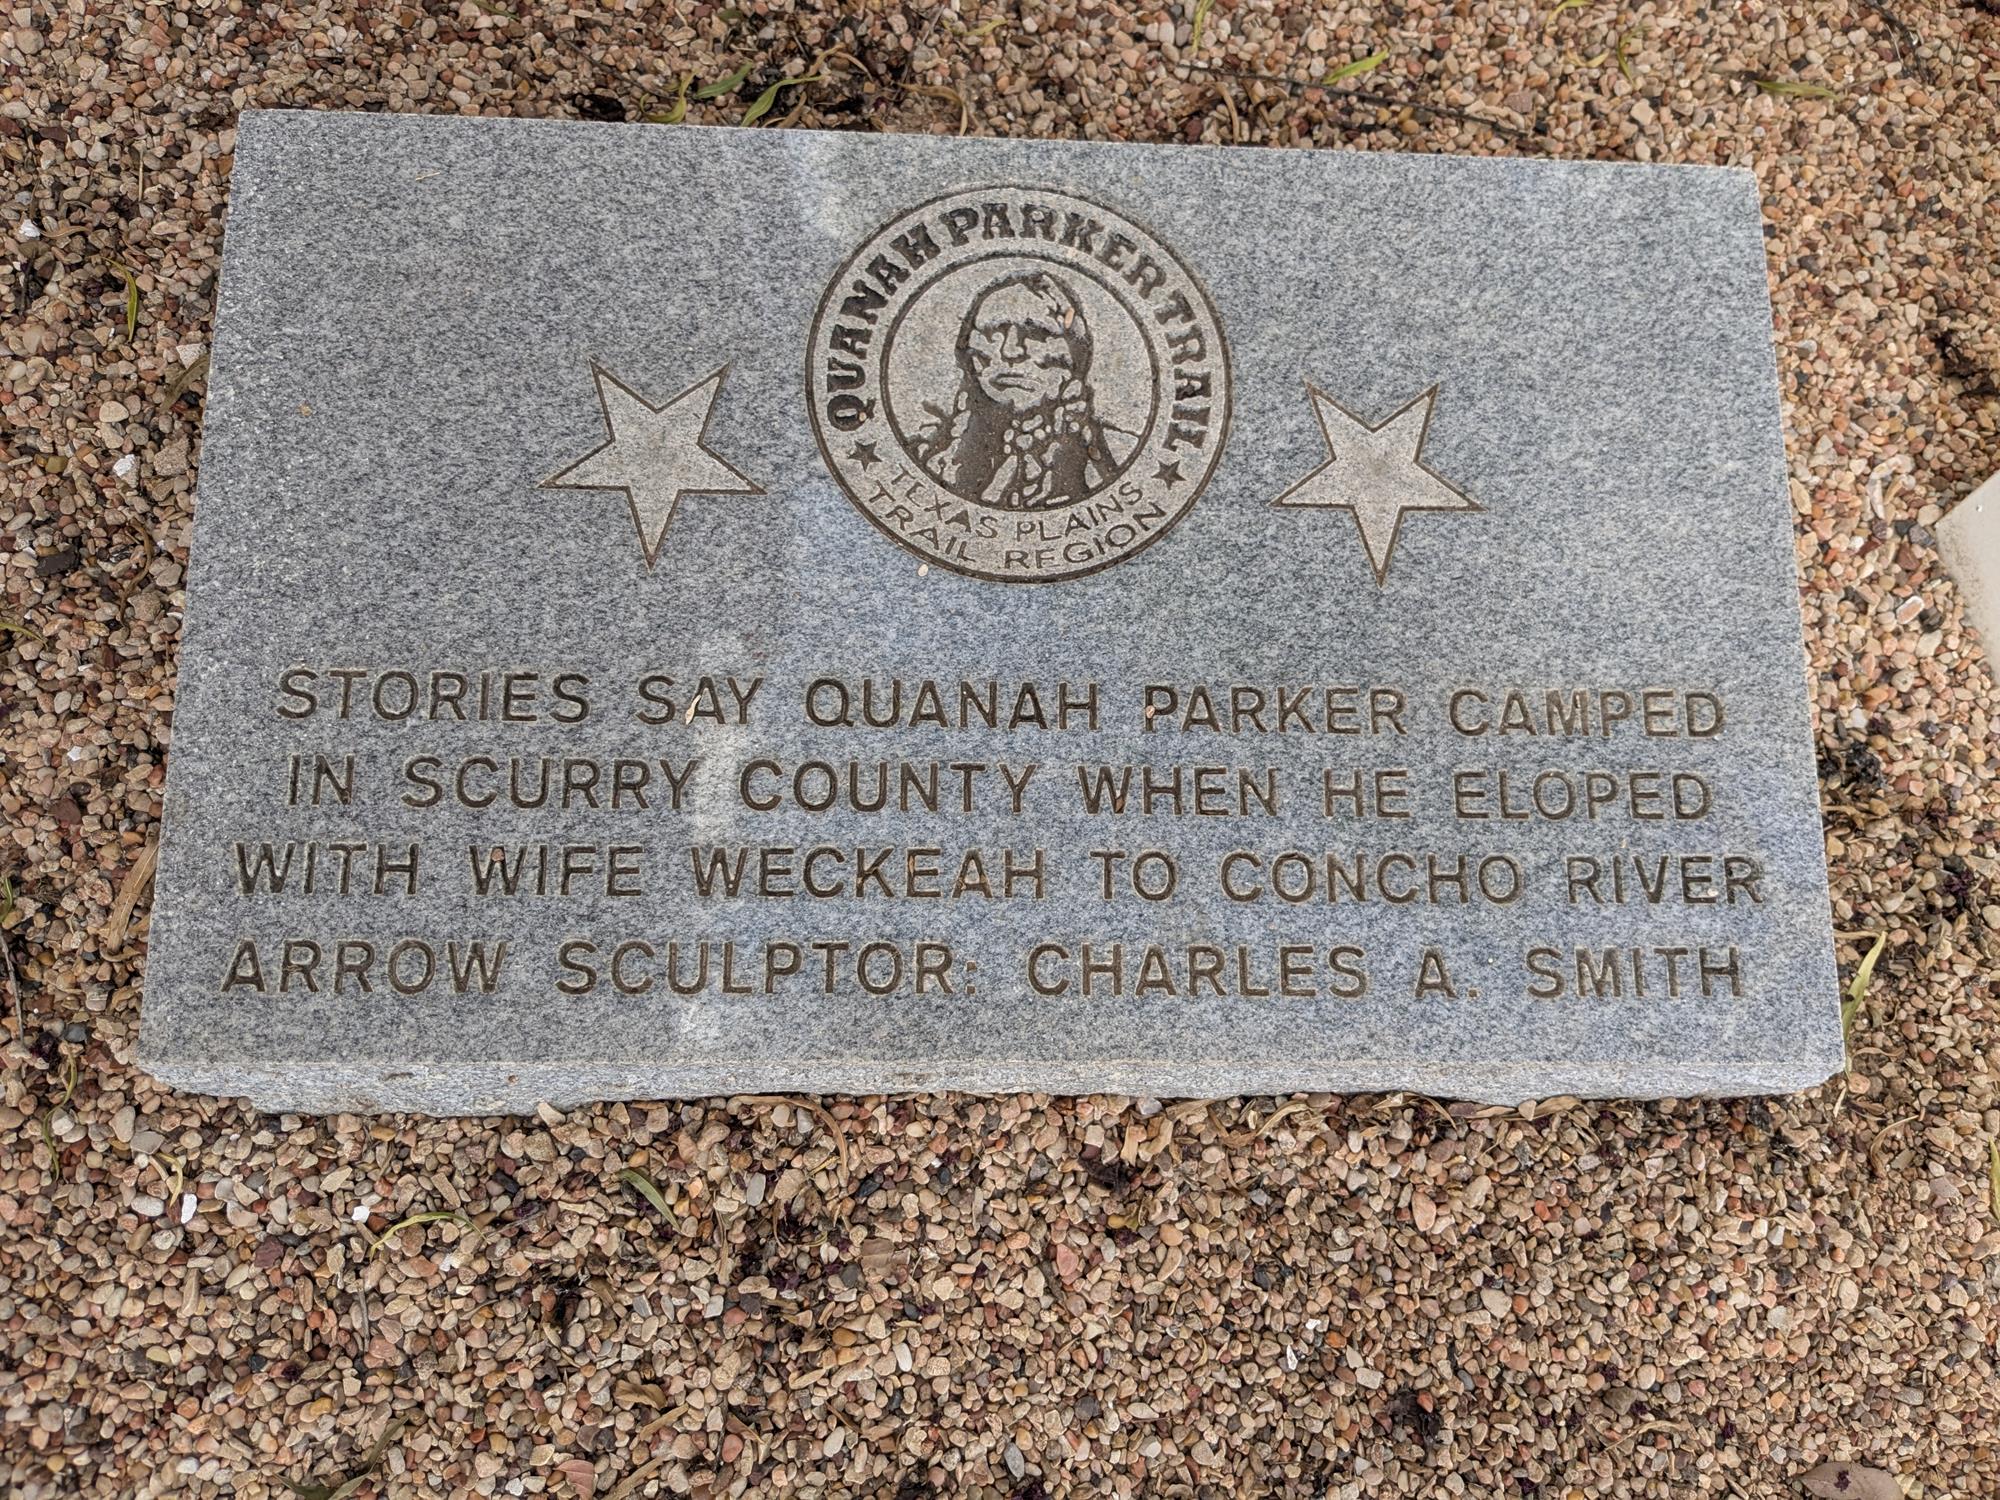 QUANAH PARKER TRAIL
TEXAS PLAINS
TRAIL REGION
STORIES SAY QUANAH PARKER CAMPED
IN SCURRY COUNTY WHEN HE ELOPED
WITH WIFE WECKEAH TO CONCHO RIVER
ARROW SCULPTOR: CHARLES A. SMITH